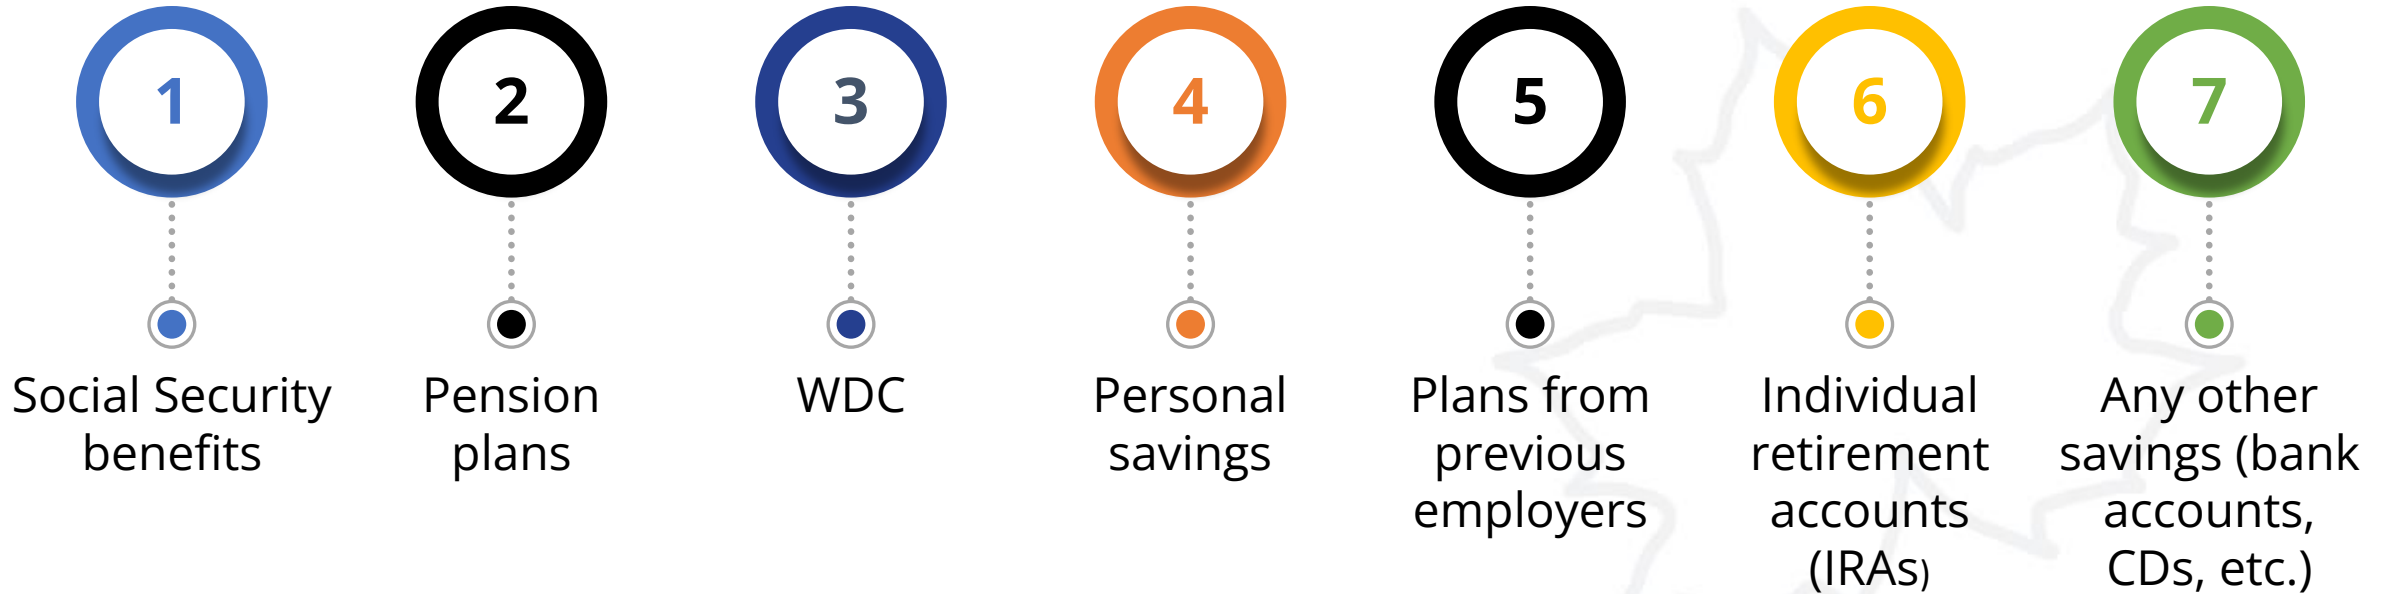 1
2
3
4
5
6
7
Social Security
benefits
Pension
plans
WDC
Personal
savings
Plans from
previous
employers
Individual
retirement
accounts
(IRAs)
Any other
savings (bank
accounts,
CDs, etc.)